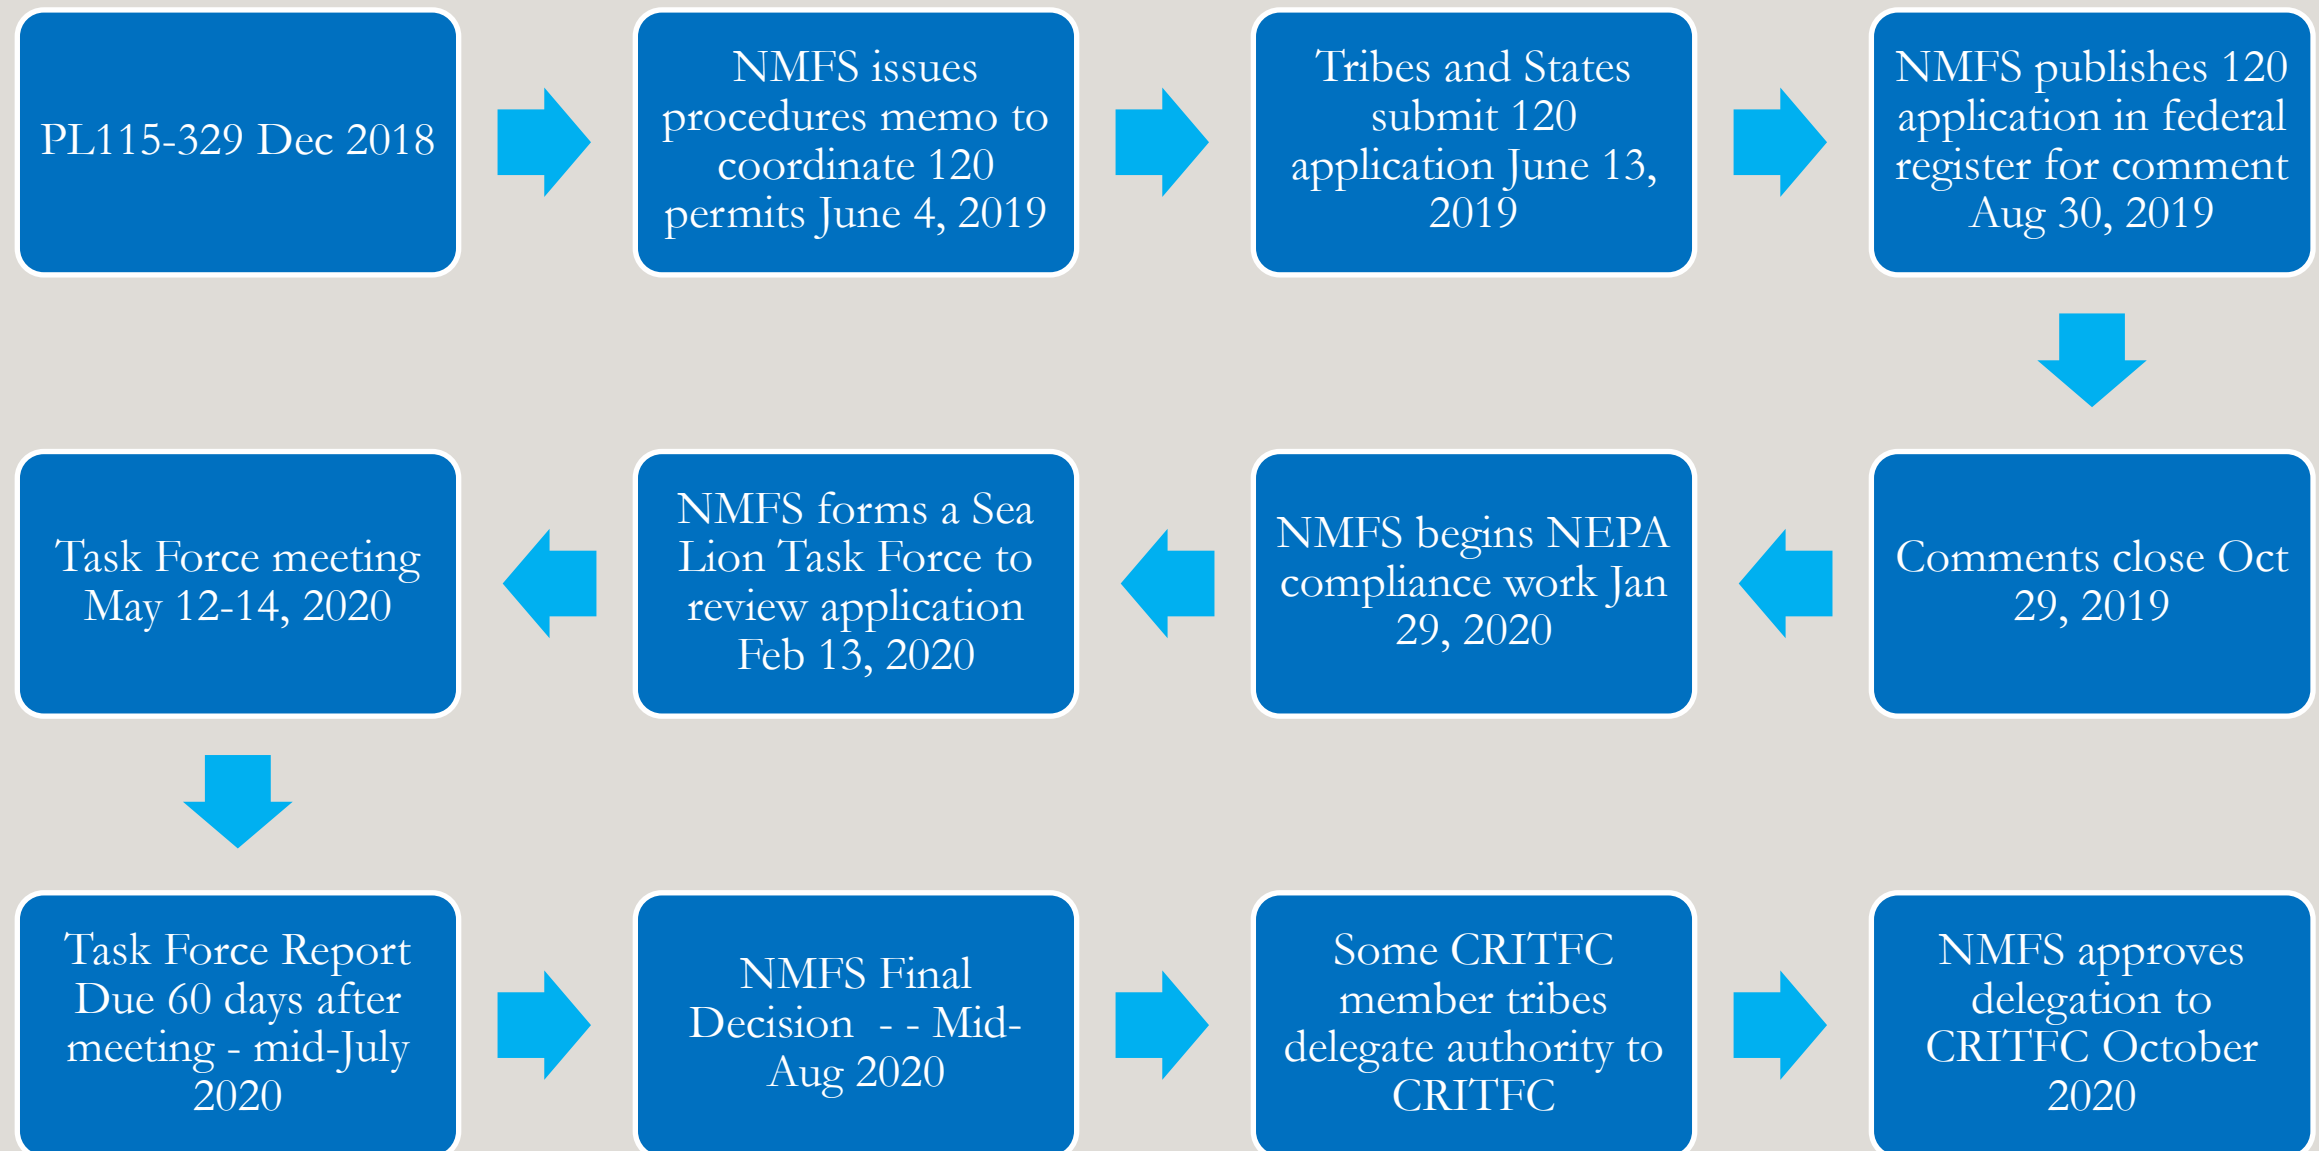 PL115-329 Dec 2018
NMFS issues
procedures memo to
coordinate 120
permits June 4, 2019
Tribes and States
submit 120
application June 13,
2019
NMFS publishes 120
application in federal
register for comment
Aug 30, 2019
Comments close Oct
29, 2019
NMFS begins NEPA
compliance work Jan
29, 2020
NMFS forms a Sea
Lion Task Force to
review application
Feb 13, 2020
Task Force meeting
May 12-14, 2020
Task Force Report
Due 60 days after
meeting - mid-July
2020
NMFS Final
Decision - - Mid-
Aug 2020
Some CRITFC
member tribes
delegate authority to
CRITFC
NMFS approves
delegation to
CRITFC October
2020